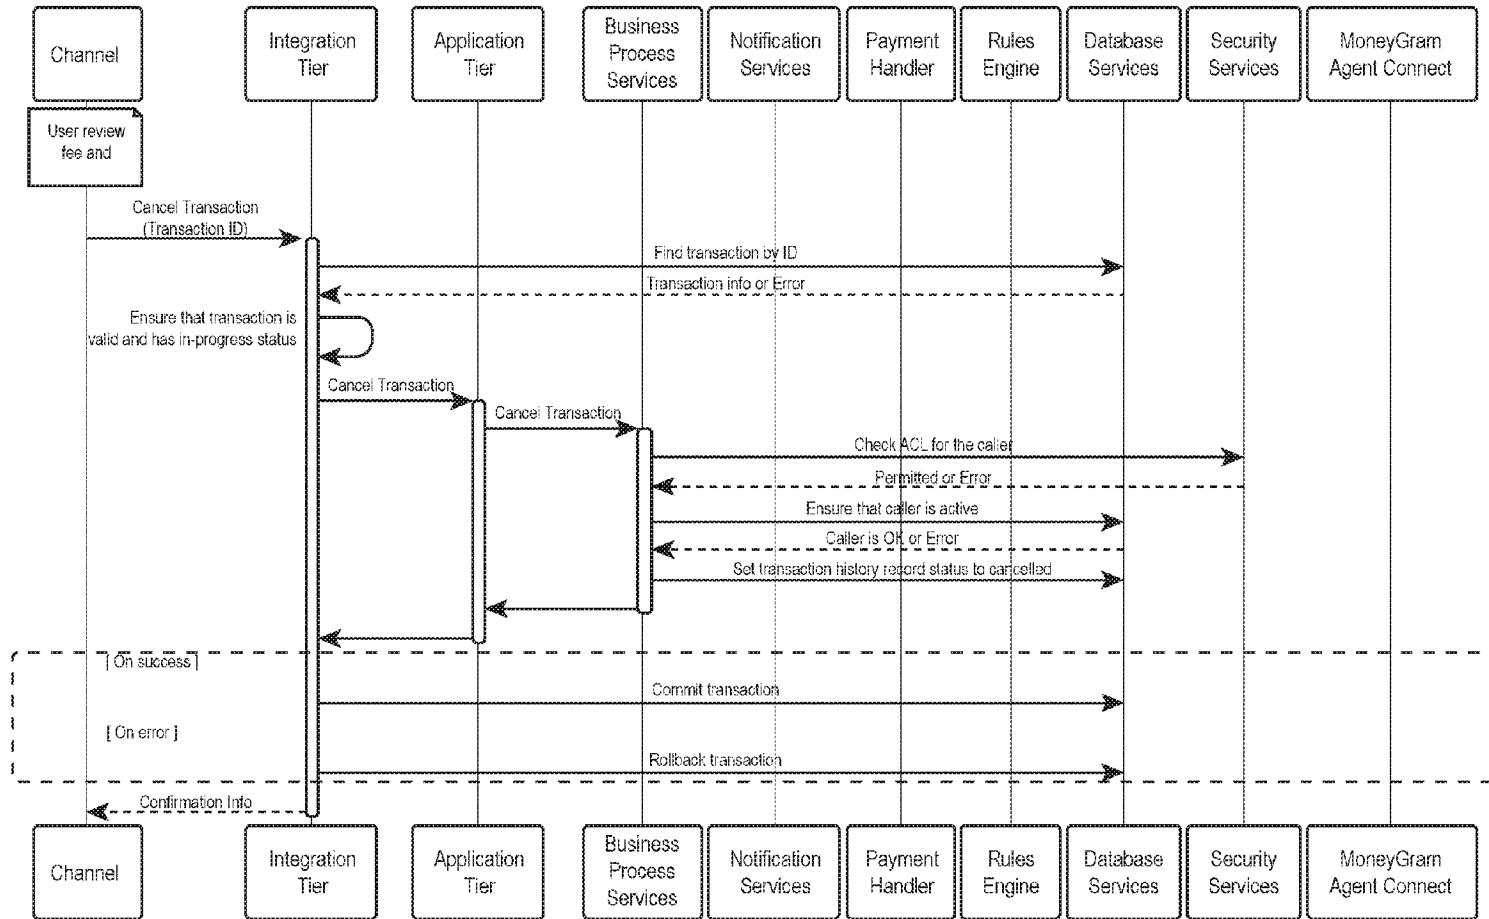 Channel
Integration
Tier
Application
Tier
Business
Process
Services
Notification
Services
Payment
Handler
Rules
Engine
Database
Services
Security
Services
MoneyGram
Agent Connect
User review
fee and
Cancel Transaction
(Transaction ID)
Find transaction by ID
Transaction info or Error
Ensure that transaction is
valid and has in-progress status
Cancel Transaction
Cancel Transaction
Check ACL for the caller
Permitted or Error
Ensure that caller is active
Caller is OK or Error
Set transaction history record status to cancelled
[ On success ]
Commit transaction
[ On error ]
Rollback transaction
Confirmation Info
Channel
Integration
Tier
Application
Tier
Business
Process
Services
Notification
Services
Payment
Handler
Rules
Engine
Database
Services
Security
Services
MoneyGram
Agent Connect